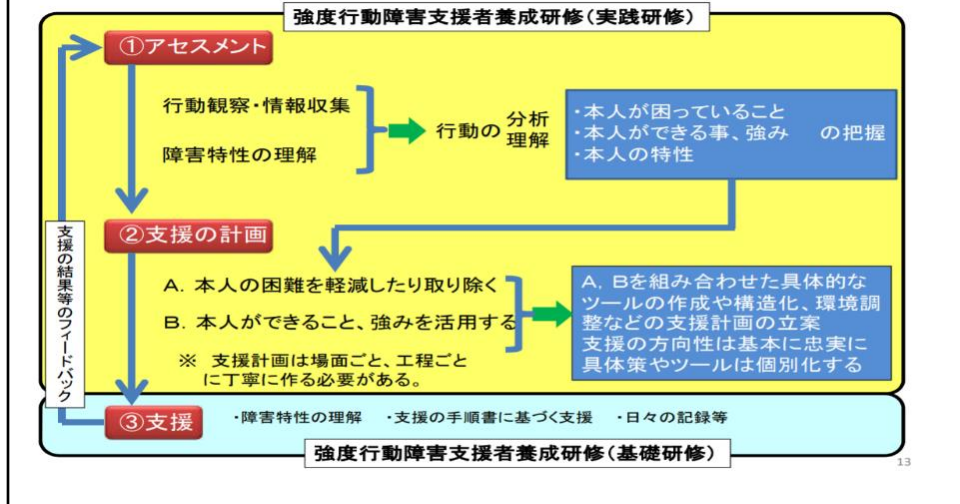 強度行動障害支援者養成研修(実践研修)
①アセスメント
行動観察・情報収集
障害特性の理解
行動の
分析
理解
・本人が困っていること
・本人ができる事、強み の把握
・本人の特性
②支援の計画
A. 本人の困難を軽減したり取り除く
B. 本人ができること、強みを活用する
※ 支援計画は場面ごと、工程ごと
に丁寧に作る必要がある。
A. Bを組み合わせた具体的な
ツールの作成や構造化、環境調
整などの支援計画の立案
支援の方向性は基本に忠実に
具体策やツールは個別化する
支援の結果等のフィードバック
③支援
・障害特性の理解 ・支援の手順書に基づく支援 ・日々の記録等
強度行動障害支援者養成研修(基礎研修)
13